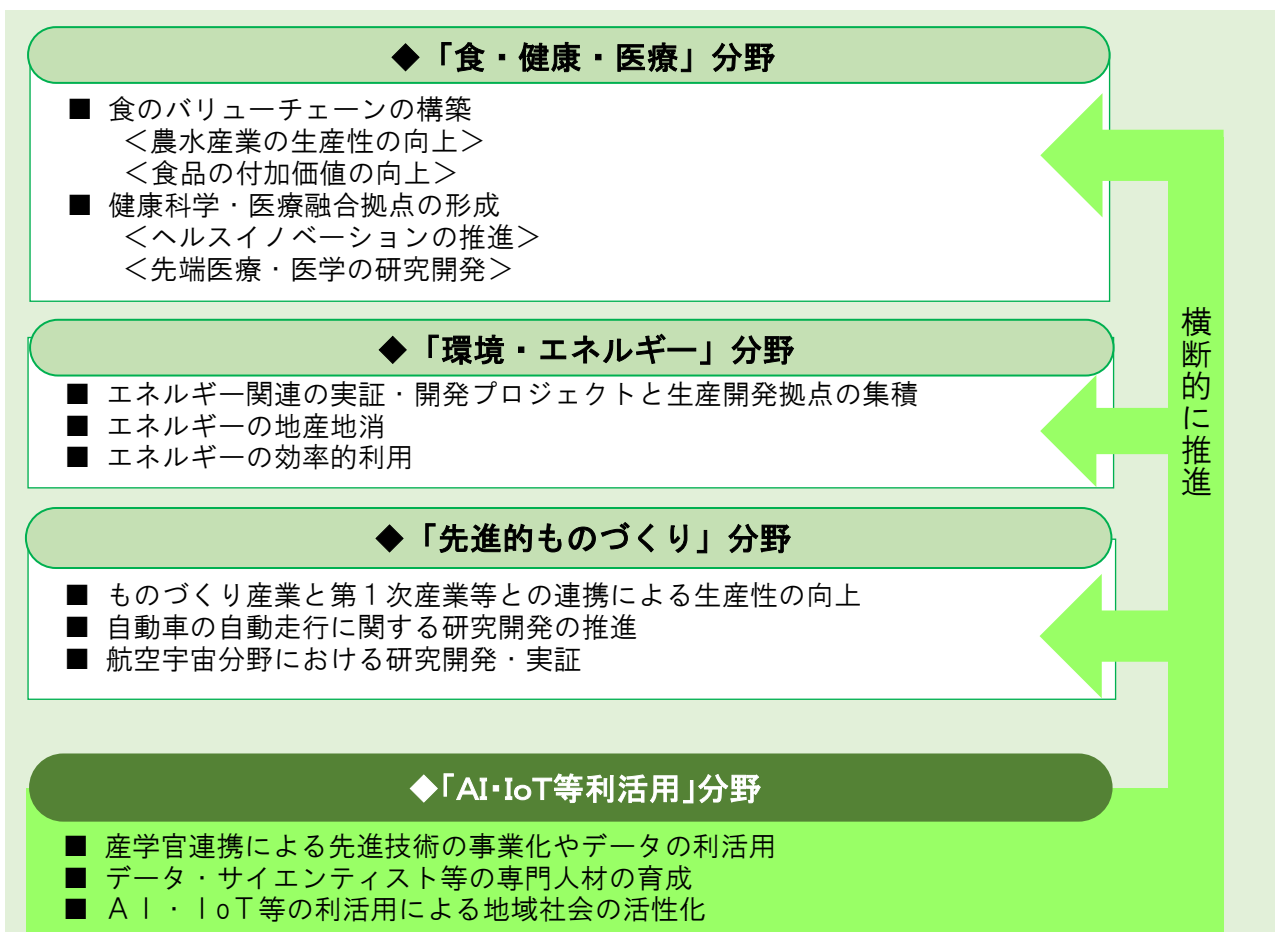 ◆「食・健康・医療」分野
■ 食のバリューチェーンの構築
＜農水産業の生産性の向上＞
＜食品の付加価値の向上＞
■ 健康科学・医療融合拠点の形成
＜ヘルスイノベーションの推進＞
＜先端医療・医学の研究開発＞
◆「環境・エネルギー」分野
■ エネルギー関連の実証・開発プロジェクトと生産開発拠点の集積
■ エネルギーの地産地消
■ エネルギーの効率的利用
◆「先進的ものづくり」分野
■ ものづくり産業と第１次産業等との連携による生産性の向上
■ 自動車の自動走行に関する研究開発の推進
■ 航空宇宙分野における研究開発・実証
◆「AI・IoT等利活用」分野
■ 産学官連携による先進技術の事業化やデータの利活用
■ データ・サイエンティスト等の専門人材の育成
■ ＡＩ・ＩoＴ等の利活用による地域社会の活性化
横断的に推進